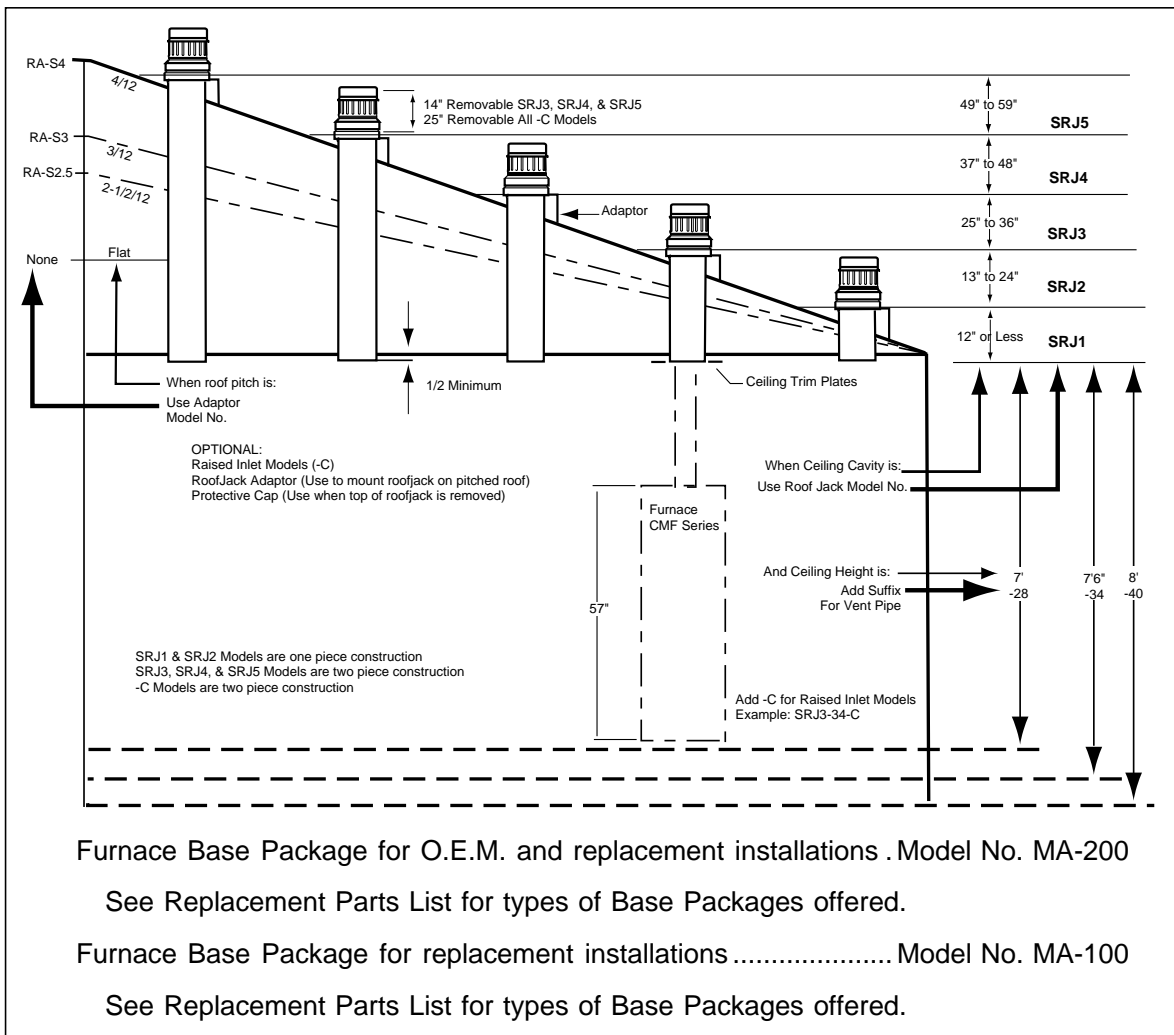 RA-S4
4/12
14" Removable SRJ3, SRJ4, & SRJ5
25" Removable All -C Models
49" to 59"
SRJ5
RA-S3
3/12
RA-S2.5
2-1/2/12
37" to 48"
SRJ4
Adaptor
25" to 36"
SRJ3
None
Flat
13" to 24"
SRJ2
12" or Less
SRJ1
When roof pitch is:
Use Adaptor
Model No.
1/2 Minimum
Ceiling Trim Plates
OPTIONAL:
Raised Inlet Models (-C)
RoofJack Adaptor (Use to mount roofjack on pitched roof)
Protective Cap (Use when top of roofjack is removed)
When Ceiling Cavity is:
Use Roof Jack Model No.
Furnace
CMF Series
57"
And Ceiling Height is:
Add Suffix
For Vent Pipe
7'
-28
7'6"
-34
8'
-40
SRJ1 & SRJ2 Models are one piece construction
SRJ3, SRJ4, & SRJ5 Models are two piece construction
-C Models are two piece construction
Add -C for Raised Inlet Models
Example: SRJ3-34-C
Furnace Base Package for O.E.M. and replacement installations . Model No. MA-200
See Replacement Parts List for types of Base Packages offered.
Furnace Base Package for replacement installations ..................... Model No. MA-100
See Replacement Parts List for types of Base Packages offered.